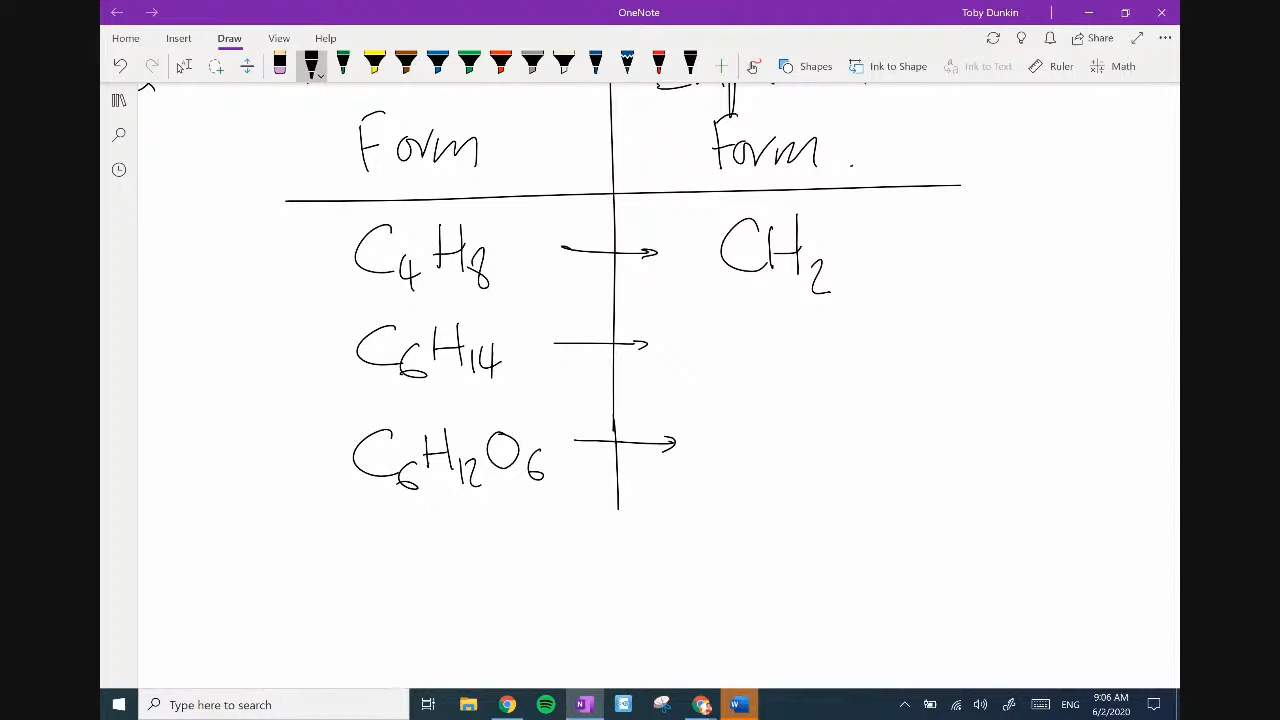 OneNote
Toby Dunkin
Home Insert Draw View Help
Share
Shapes Ink to Shape Ink to Text Ruler Math
Form Form.
C₄H₈ → CH₂
C₆H₁₄ →
C₆H₁₂O₆ →
Type here to search
ENG
9:06 AM
6/2/2020